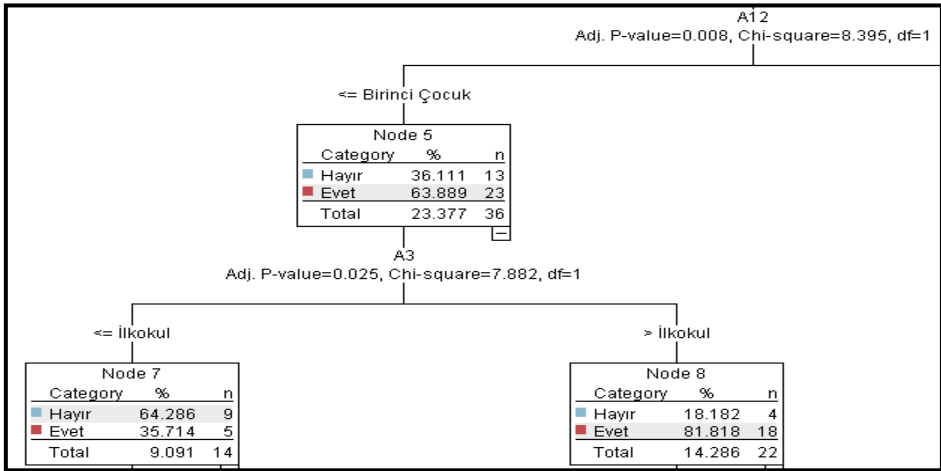 A12
Adj. P-value=0.008, Chi-square=8.395, df=1
<= Birinci Çocuk
Node 5
Category % n
Hayır 36.111 13
Evet 63.889 23
Total 23.377 36
A3
Adj. P-value=0.025, Chi-square=7.882, df=1
<= İlkokul
> İlkokul
Node 7
Category % n
Hayır 64.286 9
Evet 35.714 5
Total 9.091 14
Node 8
Category % n
Hayır 18.182 4
Evet 81.818 18
Total 14.286 22